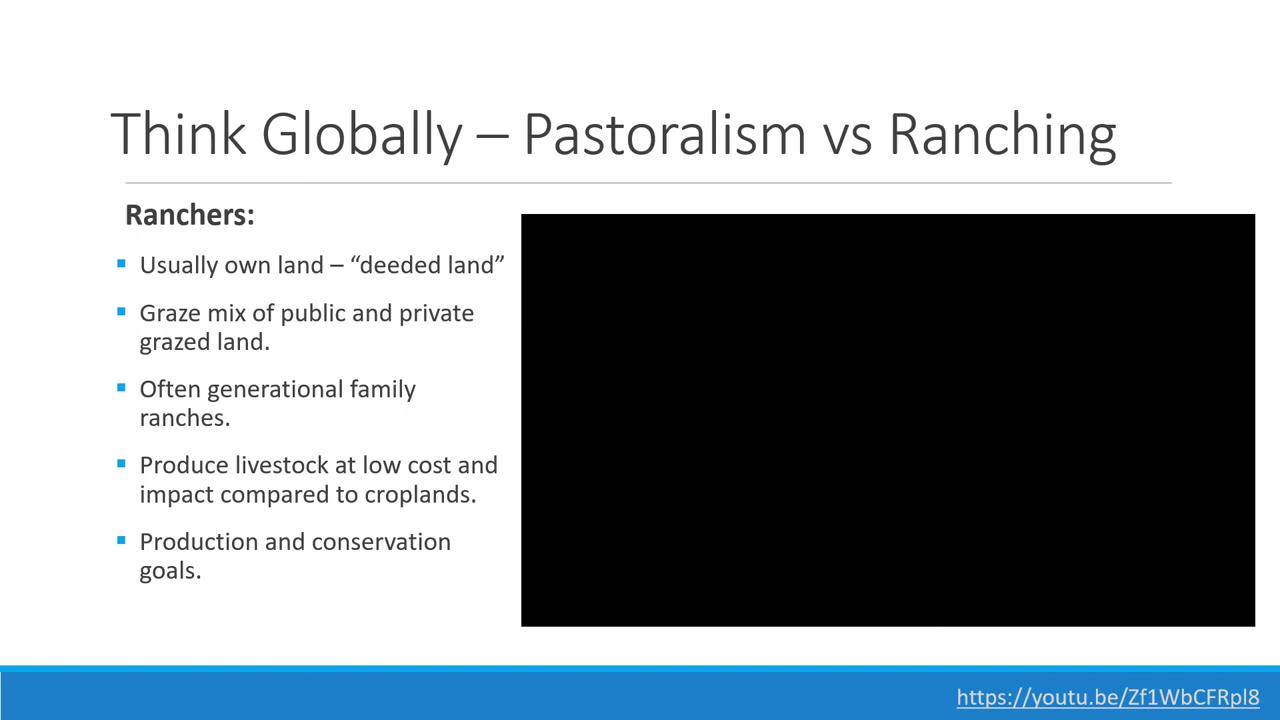 Think Globally – Pastoralism vs Ranching
Ranchers:
▪ Usually own land – “deeded land”
▪ Graze mix of public and private
grazed land.
▪ Often generational family
ranches.
▪ Produce livestock at low cost and
impact compared to croplands.
▪ Production and conservation
goals.
https://youtu.be/Zf1WbCFRpl8